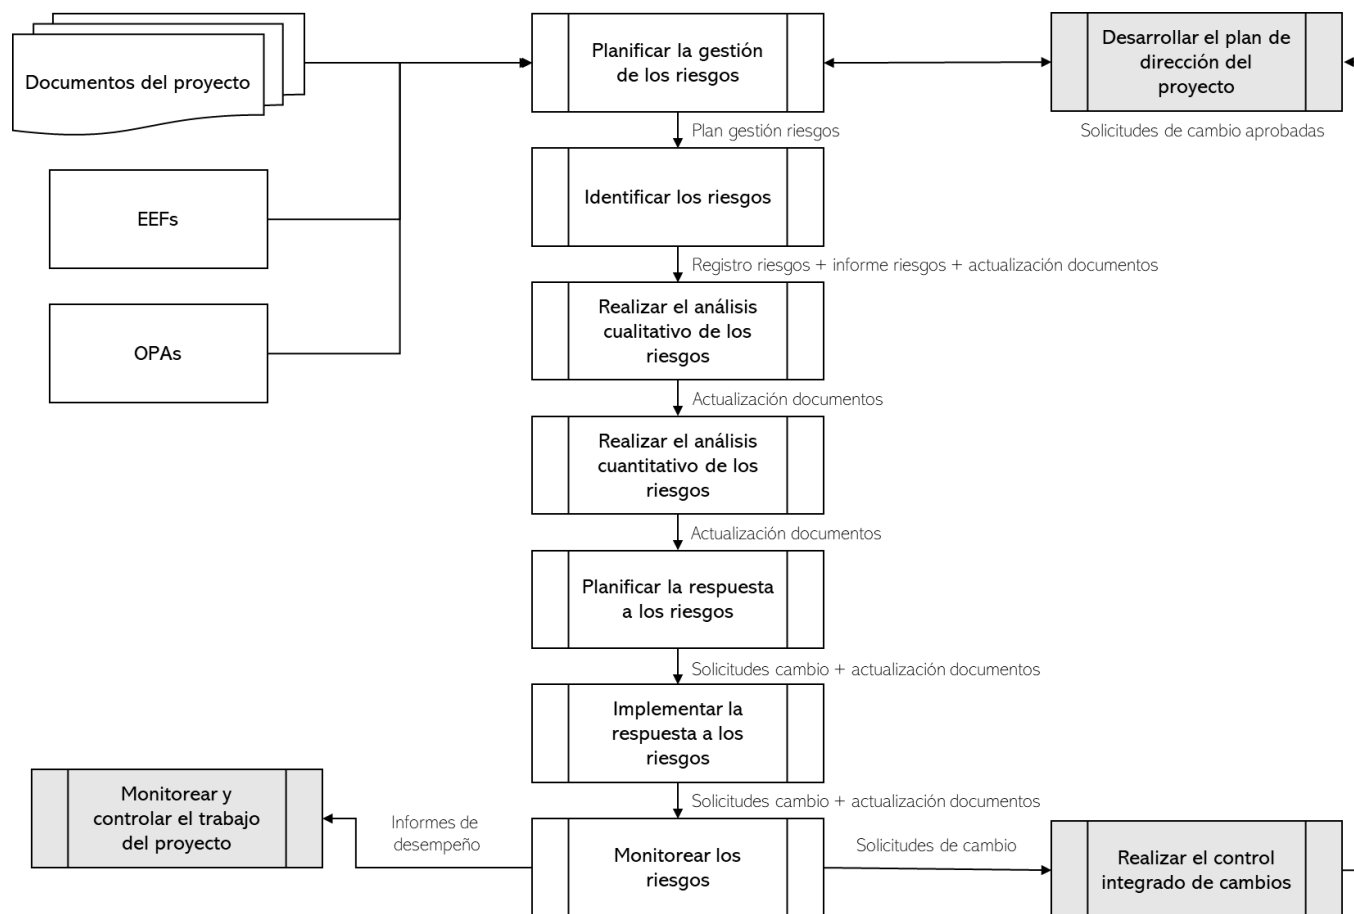 Documentos del proyecto
Planificar la gestión
de los riesgos
Desarrollar el plan de
dirección del
proyecto
Plan gestión riesgos
Solicitudes de cambio aprobadas
EEFs
Identificar los riesgos
Registro riesgos + informe riesgos + actualización documentos
OPAs
Realizar el análisis
cualitativo de los
riesgos
Actualización documentos
Realizar el análisis
cuantitativo de los
riesgos
Actualización documentos
Planificar la respuesta
a los riesgos
Solicitudes cambio + actualización documentos
Implementar la
respuesta a los
riesgos
Solicitudes cambio + actualización documentos
Monitorear y
controlar el trabajo
del proyecto
Informes de
desempeño
Monitorear los
riesgos
Solicitudes de cambio
Realizar el control
integrado de cambios